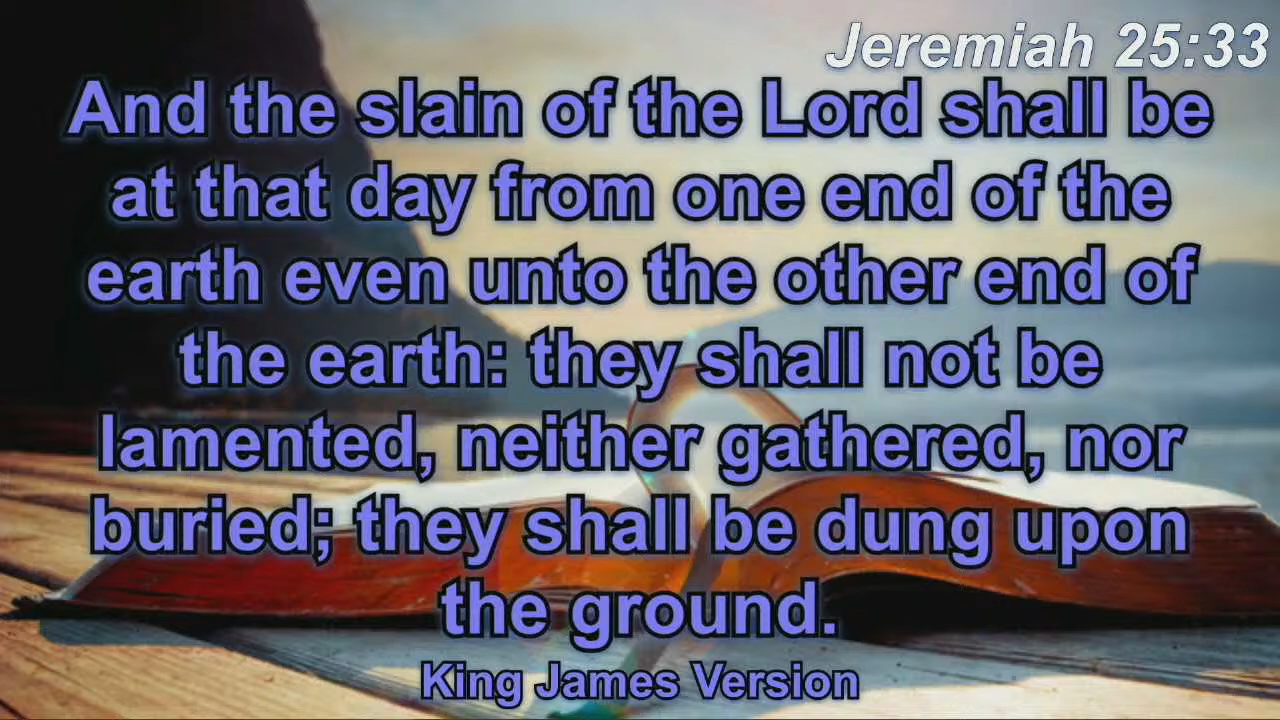 Jeremiah 25:33
And the slain of the Lord shall be
at that day from one end of the
earth even unto the other end of
the earth: they shall not be
lamented, neither gathered, nor
buried; they shall be dung upon
the ground.
King James Version